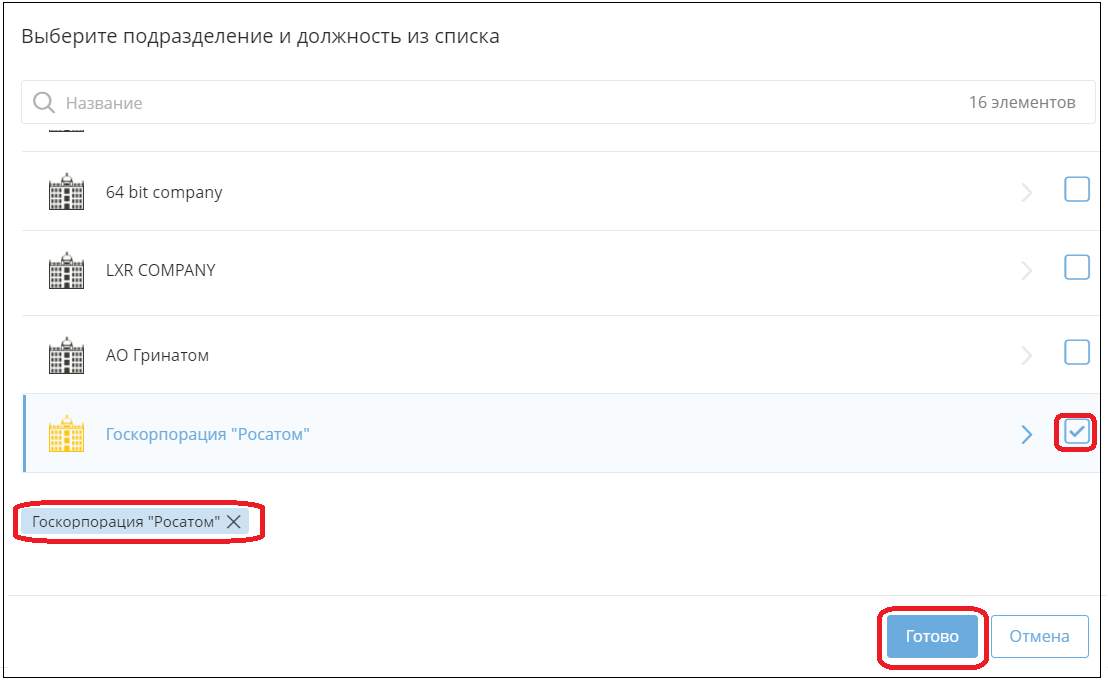 Выберите подразделение и должность из списка
Название 16 элементов
64 bit company
LXR COMPANY
АО Гринатом
Госкорпорация "Росатом"
Госкорпорация "Росатом"
Готово Отмена